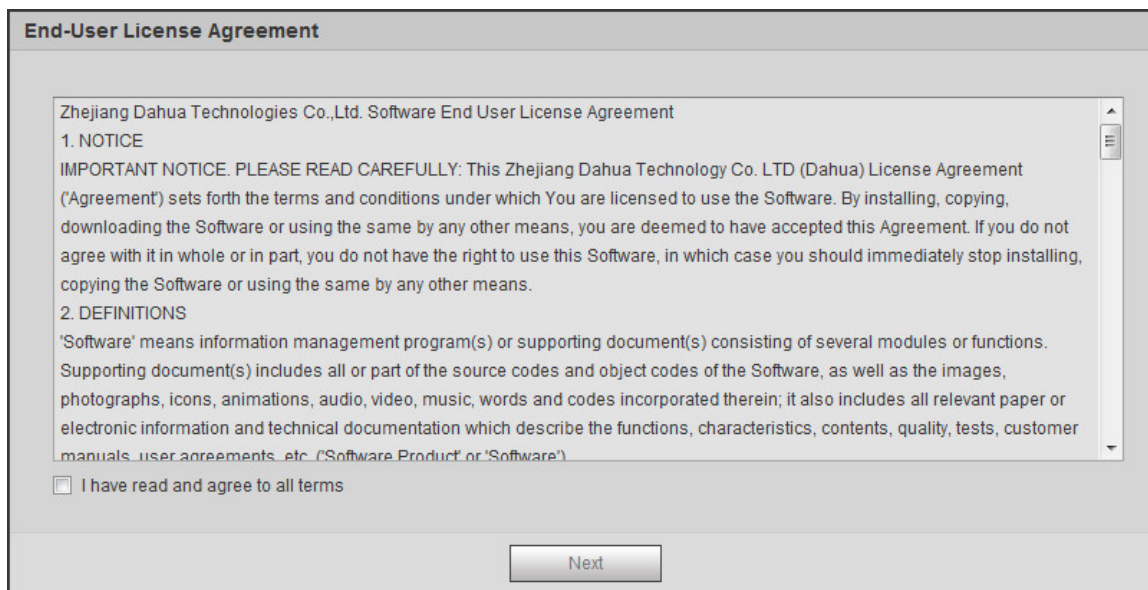 End-User License Agreement
Zhejiang Dahua Technologies Co.,Ltd. Software End User License Agreement
1. NOTICE
IMPORTANT NOTICE. PLEASE READ CAREFULLY: This Zhejiang Dahua Technology Co. LTD (Dahua) License Agreement
('Agreement') sets forth the terms and conditions under which You are licensed to use the Software. By installing, copying,
downloading the Software or using the same by any other means, you are deemed to have accepted this Agreement. If you do not
agree with it in whole or in part, you do not have the right to use this Software, in which case you should immediately stop installing,
copying the Software or using the same by any other means.
2. DEFINITIONS
'Software' means information management program(s) or supporting document(s) consisting of several modules or functions.
Supporting document(s) includes all or part of the source codes and object codes of the Software, as well as the images,
photographs, icons, animations, audio, video, music, words and codes incorporated therein; it also includes all relevant paper or
electronic information and technical documentation which describe the functions, characteristics, contents, quality, tests, customer
manuals, user agreements, etc. ('Software Product' or 'Software')
I have read and agree to all terms
Next